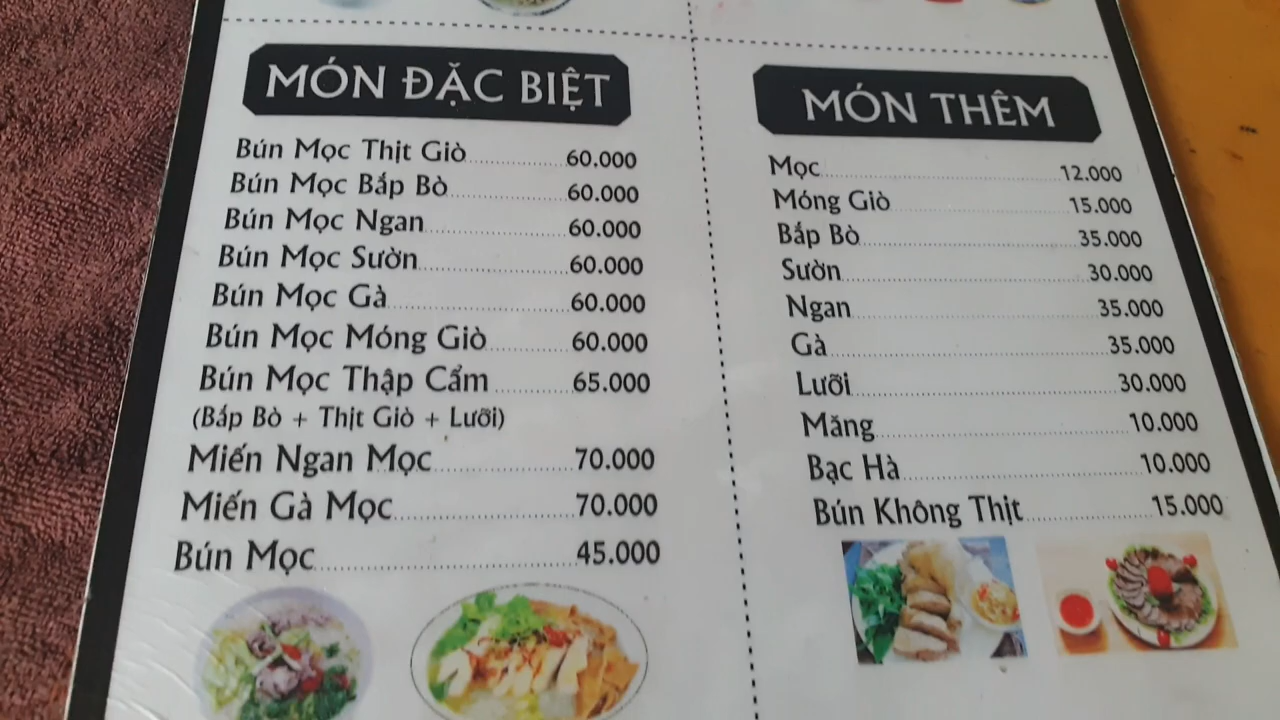 MÓN ĐẶC BIỆT
Bún Mọc Thịt Giò 60.000
Bún Mọc Bắp Bò 60.000
Bún Mọc Ngan 60.000
Bún Mọc Sườn 60.000
Bún Mọc Gà 60.000
Bún Mọc Móng Giò 60.000
Bún Mọc Thập Cẩm 65.000
(Bắp Bò + Thịt Giò + Lưỡi)
Miến Ngan Mọc 70.000
Miến Gà Mọc 70.000
Bún Mọc 45.000
MÓN THÊM
Mọc 12.000
Móng Giò 15.000
Bắp Bò 35.000
Sườn 30.000
Ngan 35.000
Gà 35.000
Lưỡi 30.000
Măng 10.000
Bạc Hà 10.000
Bún Không Thịt 15.000